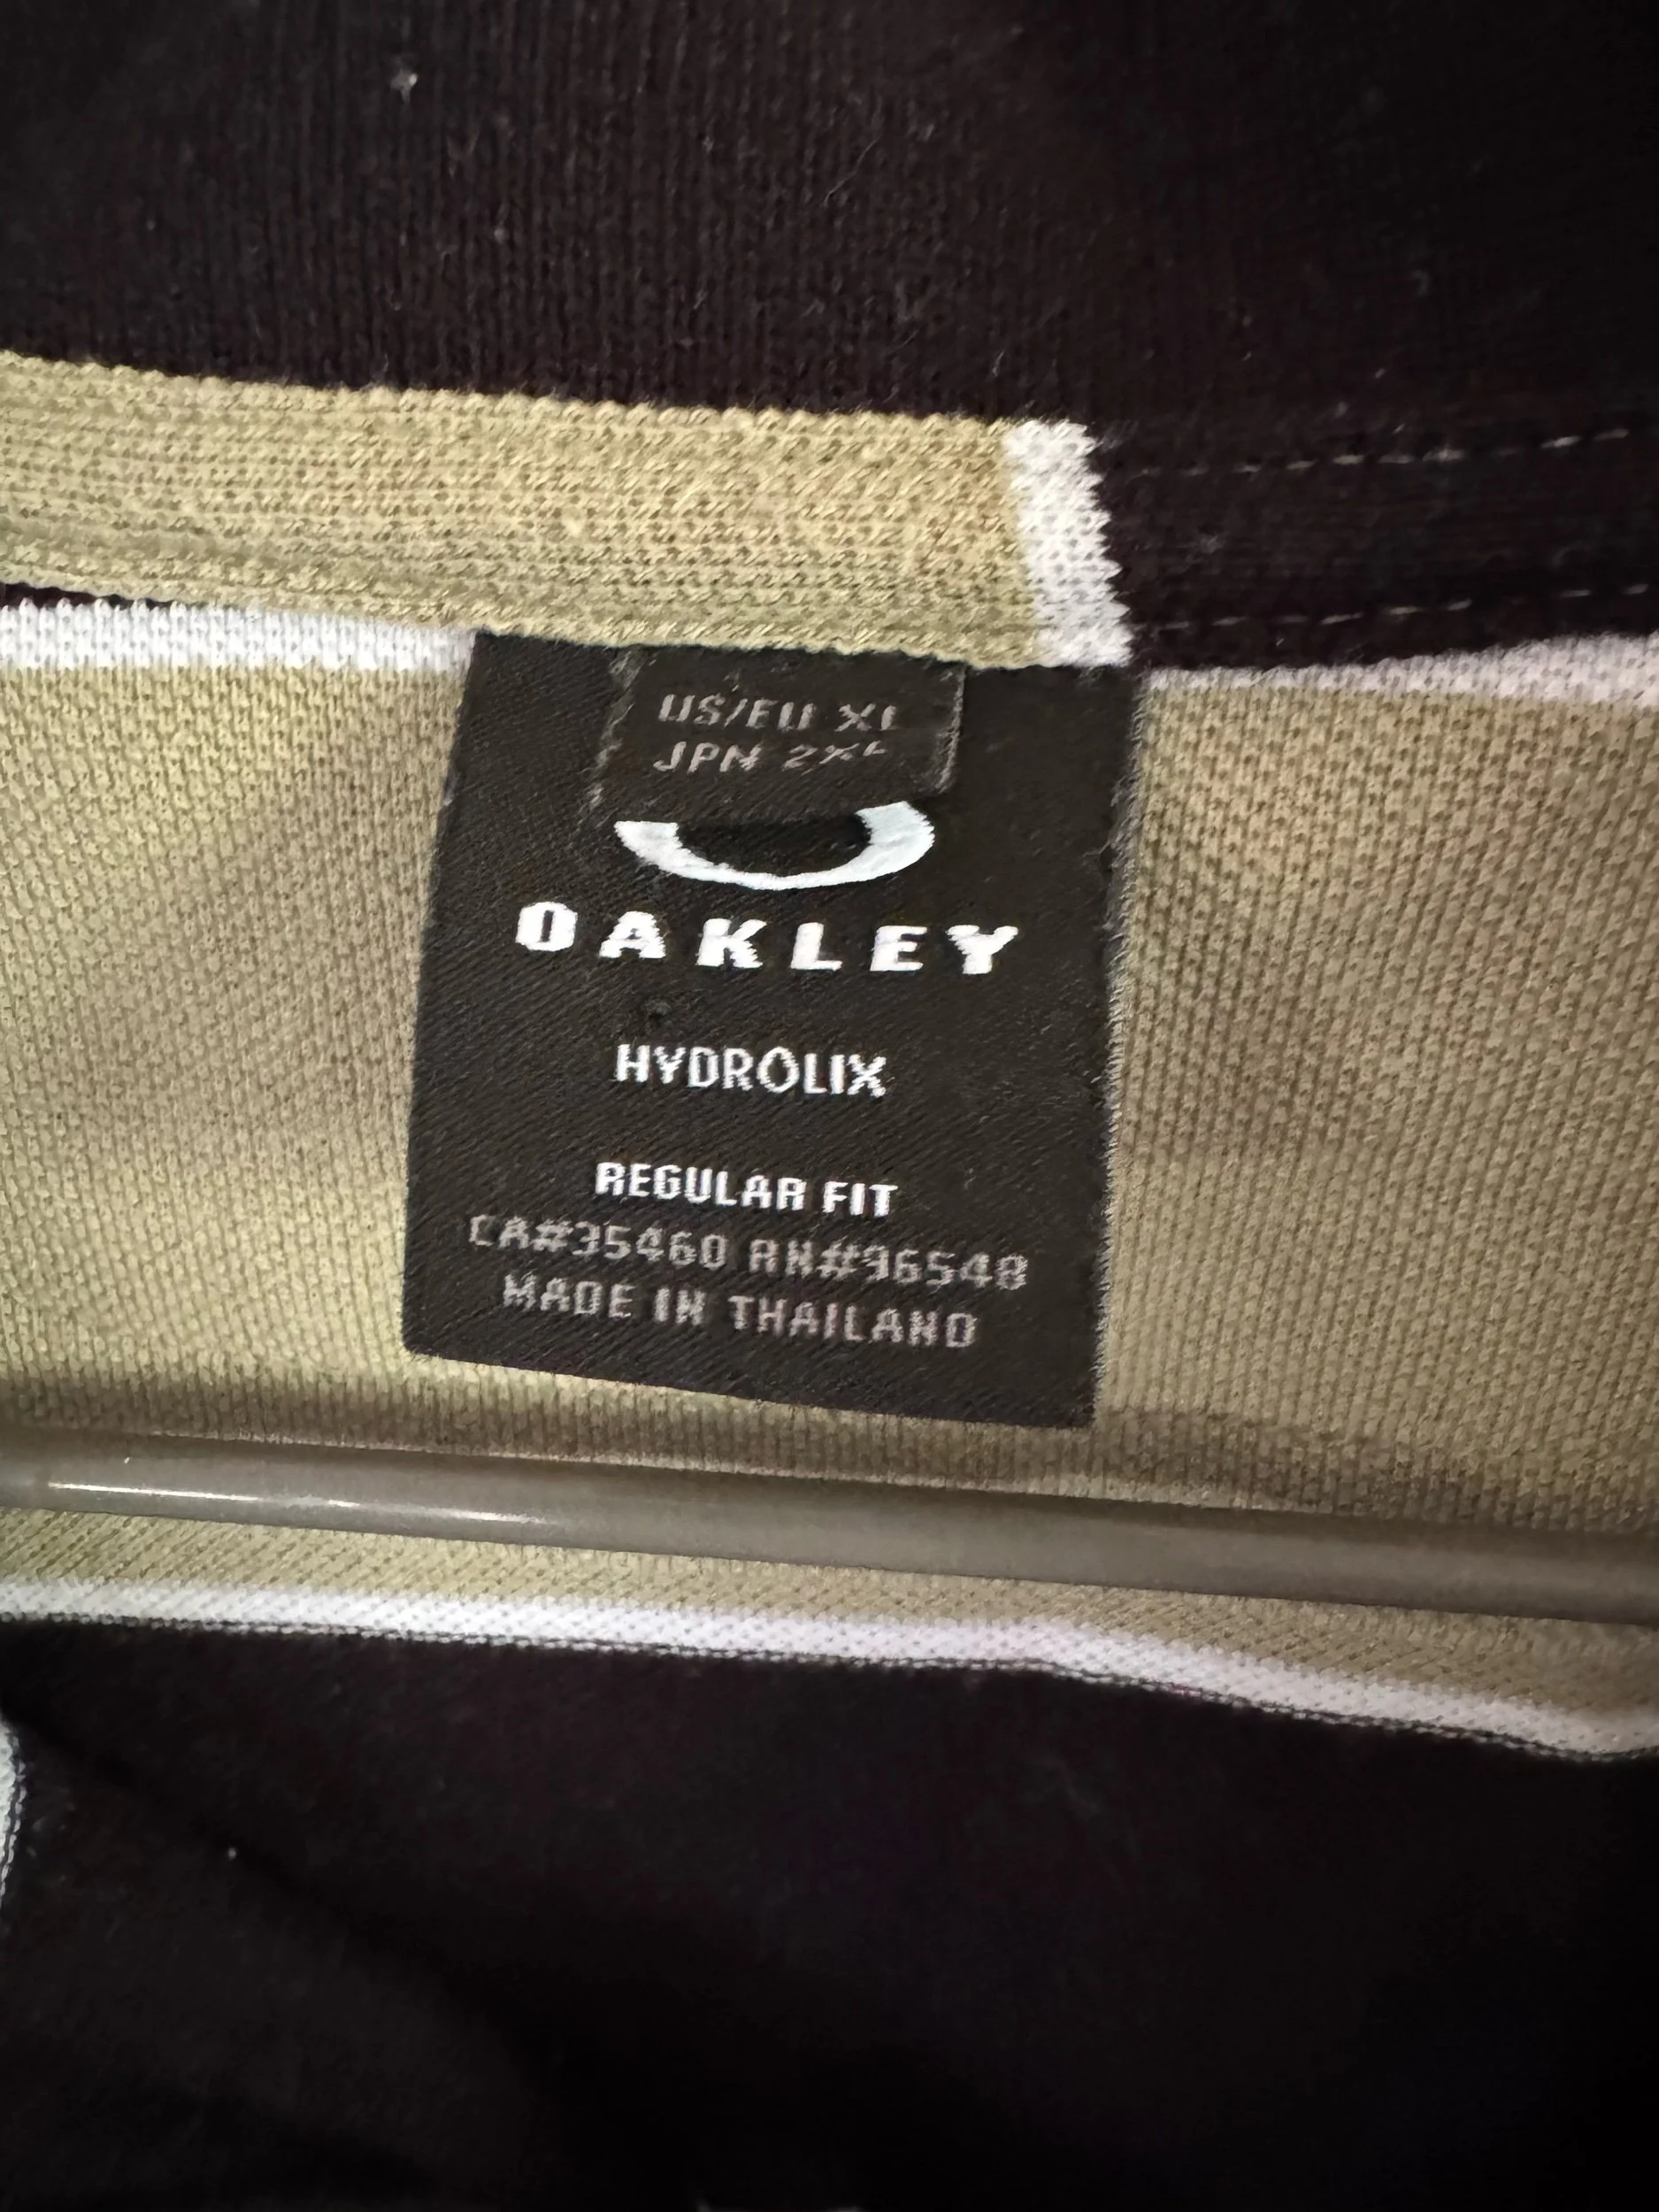 US/EU XL
JPN 2XL
OAKLEY
HYDROLIX
REGULAR FIT
CA#35460 RN#96548
MADE IN THAILAND